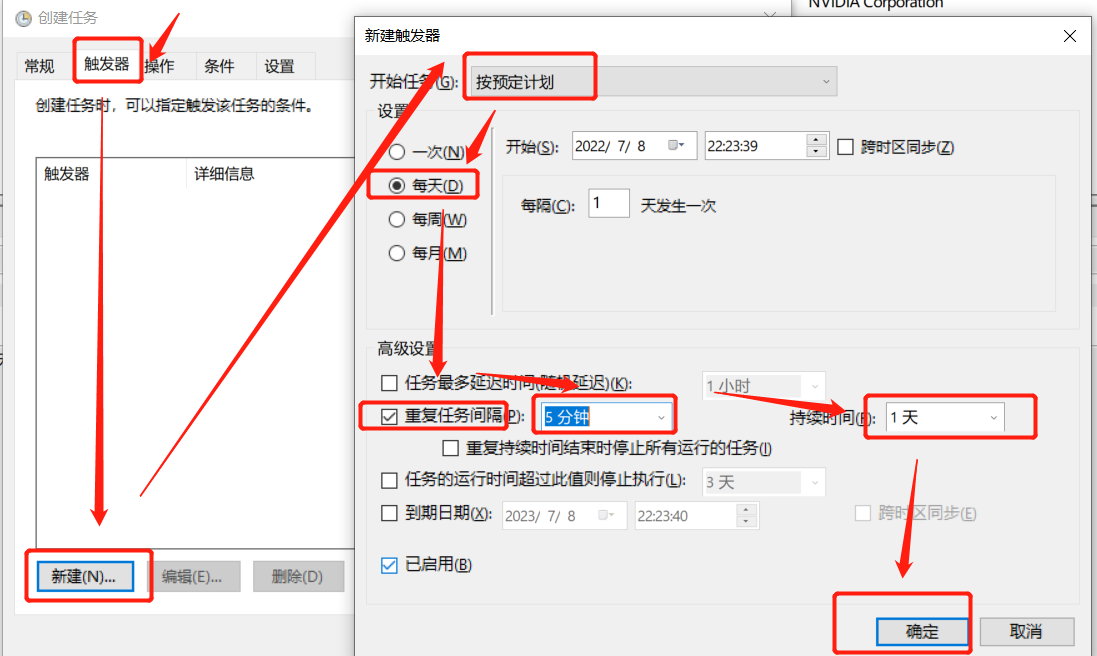 创建任务
NVIDIA Corporation
常规
触发器
操作
条件
设置
创建任务时，可以指定触发该任务的条件。
触发器
详细信息
新建(N)...
编辑(E)...
删除(D)
新建触发器
开始任务(G):
按预定计划
设置
一次(N)
每天(D)
每周(W)
每月(M)
开始(S):
2022/ 7/ 8
22:23:39
跨时区同步(Z)
每隔(C):
1
天发生一次
高级设置
任务最多延迟时间(随机延迟)(K):
1 小时
重复任务间隔(P):
5 分钟
持续时间(F):
1 天
重复持续时间结束时停止所有运行的任务(I)
任务的运行时间超过此值则停止执行(L):
3 天
到期日期(X):
2023/ 7/ 8
22:23:40
跨时区同步(E)
已启用(B)
确定
取消